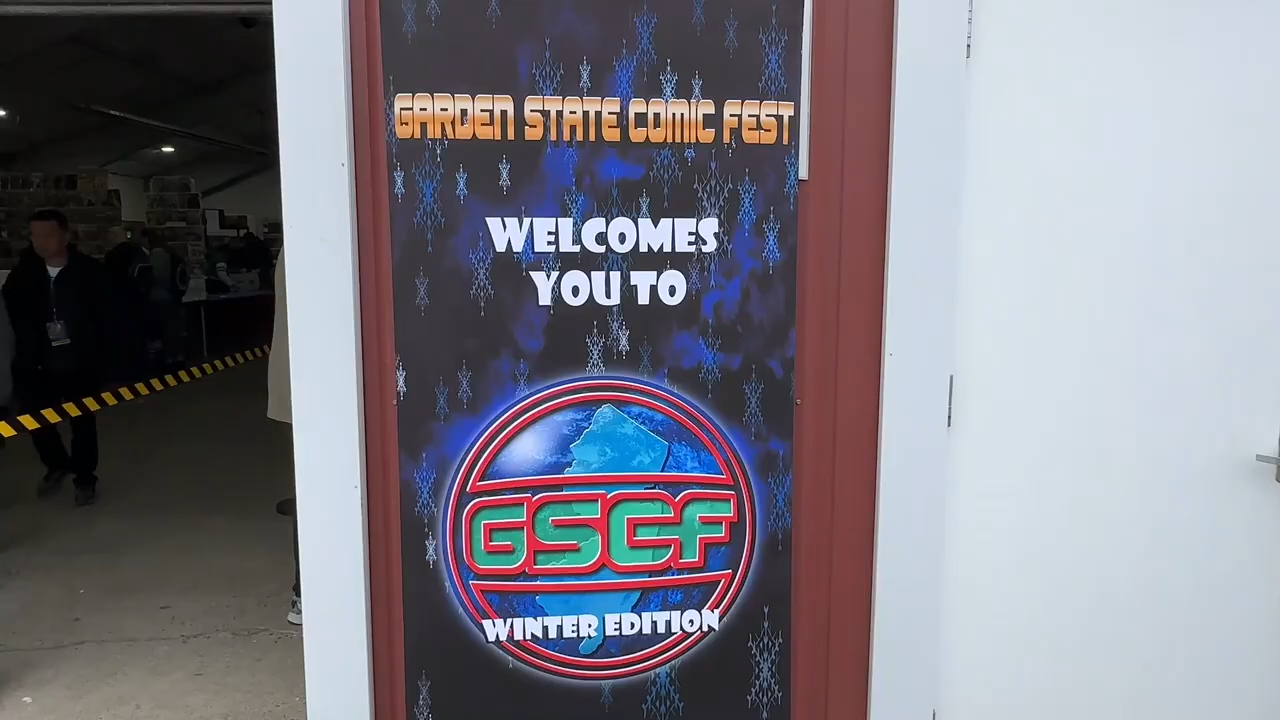 GARDEN STATE COMIC FEST
WELCOMES
YOU TO
GSCF
WINTER EDITION